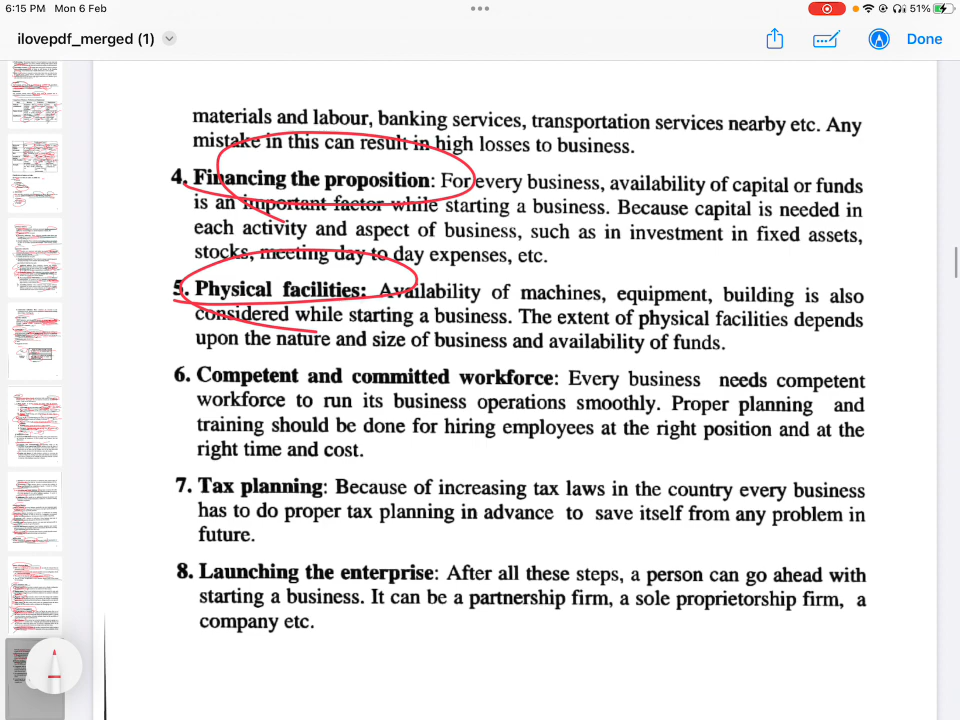 6:15 PM Mon 6 Feb
51%
ilovepdf_merged (1)
Done
materials and labour, banking services, transportation services nearby etc. Any
mistake in this can result in high losses to business.
4. Financing the proposition: For every business, availability of capital or funds
is an important factor while starting a business. Because capital is needed in
each activity and aspect of business, such as in investment in fixed assets,
stocks, meeting day to day expenses, etc.
5. Physical facilities: Availability of machines, equipment, building is also
considered while starting a business. The extent of physical facilities depends
upon the nature and size of business and availability of funds.
6. Competent and committed workforce: Every business needs competent
workforce to run its business operations smoothly. Proper planning and
training should be done for hiring employees at the right position and at the
right time and cost.
7. Tax planning: Because of increasing tax laws in the country every business
has to do proper tax planning in advance to save itself from any problem in
future.
8. Launching the enterprise: After all these steps, a person can go ahead with
starting a business. It can be a partnership firm, a sole proprietorship firm, a
company etc.